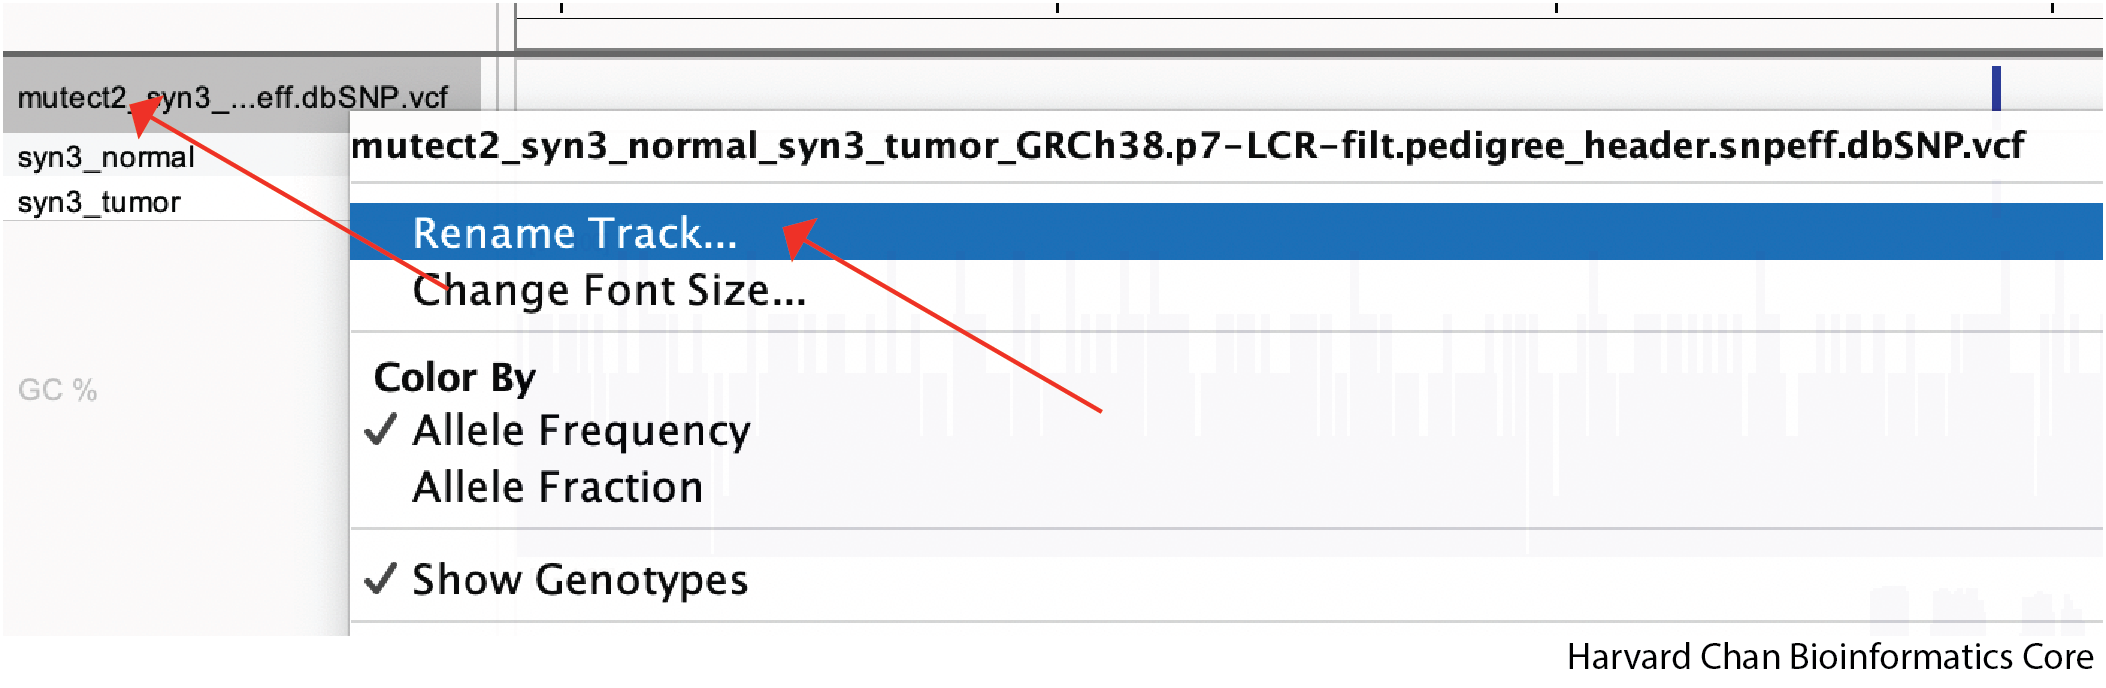 mutect2_syn3_...eff.dbSNP.vcf
syn3_normal
syn3_tumor
GC %
mutect2_syn3_normal_syn3_tumor_GRCh38.p7-LCR-filt.pedigree_header.snpeff.dbSNP.vcf
Rename Track...
Change Font Size...
Color By
✓ Allele Frequency
Allele Fraction
✓ Show Genotypes
Harvard Chan Bioinformatics Core